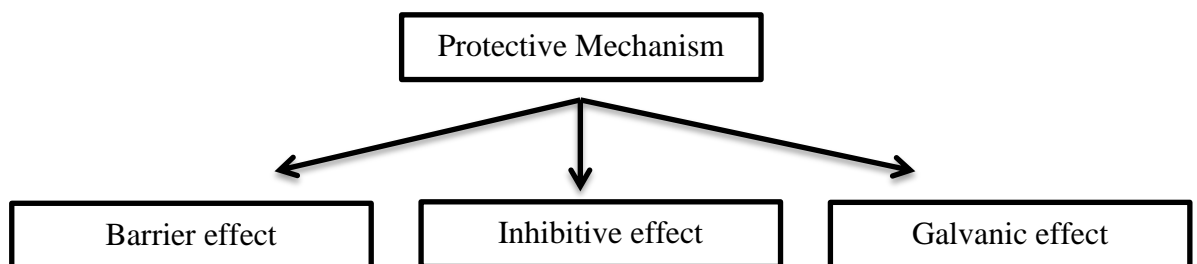 Protective Mechanism
Barrier effect
Inhibitive effect
Galvanic effect